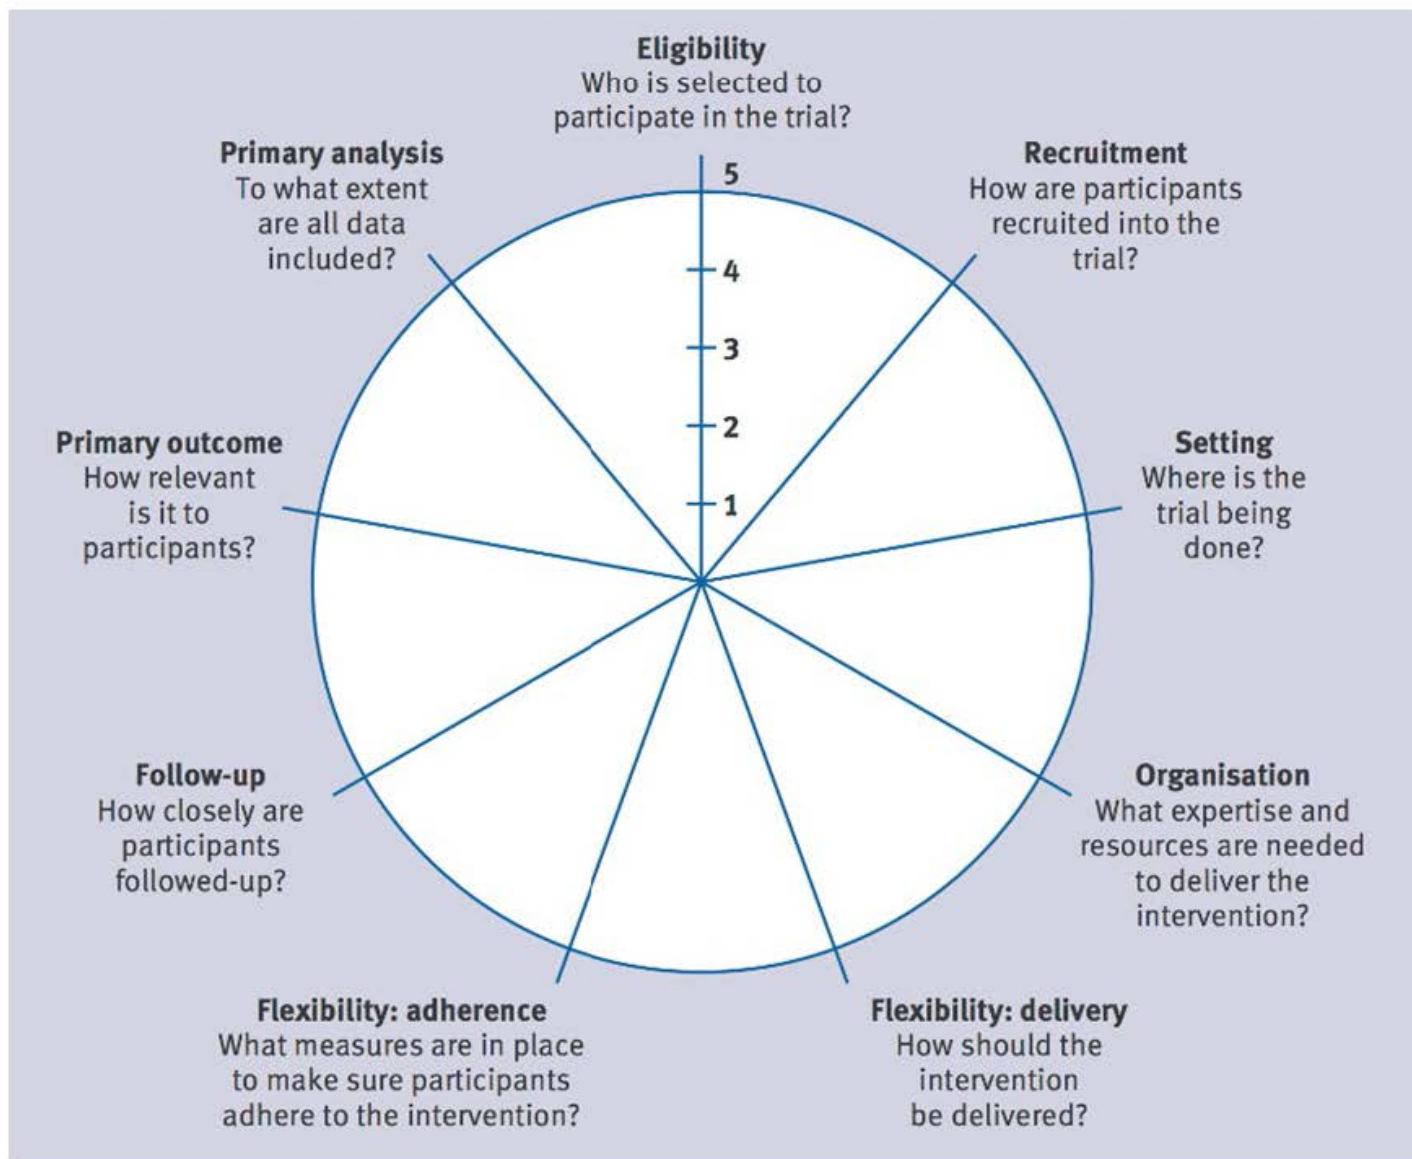 Eligibility
Who is selected to
participate in the trial?
Recruitment
How are participants
recruited into the
trial?
Setting
Where is the
trial being
done?
Organisation
What expertise and
resources are needed
to deliver the
intervention?
Flexibility: delivery
How should the
intervention
be delivered?
Flexibility: adherence
What measures are in place
to make sure participants
adhere to the intervention?
Follow-up
How closely are
participants
followed-up?
Primary outcome
How relevant
is it to
participants?
Primary analysis
To what extent
are all data
included?
5
4
3
2
1